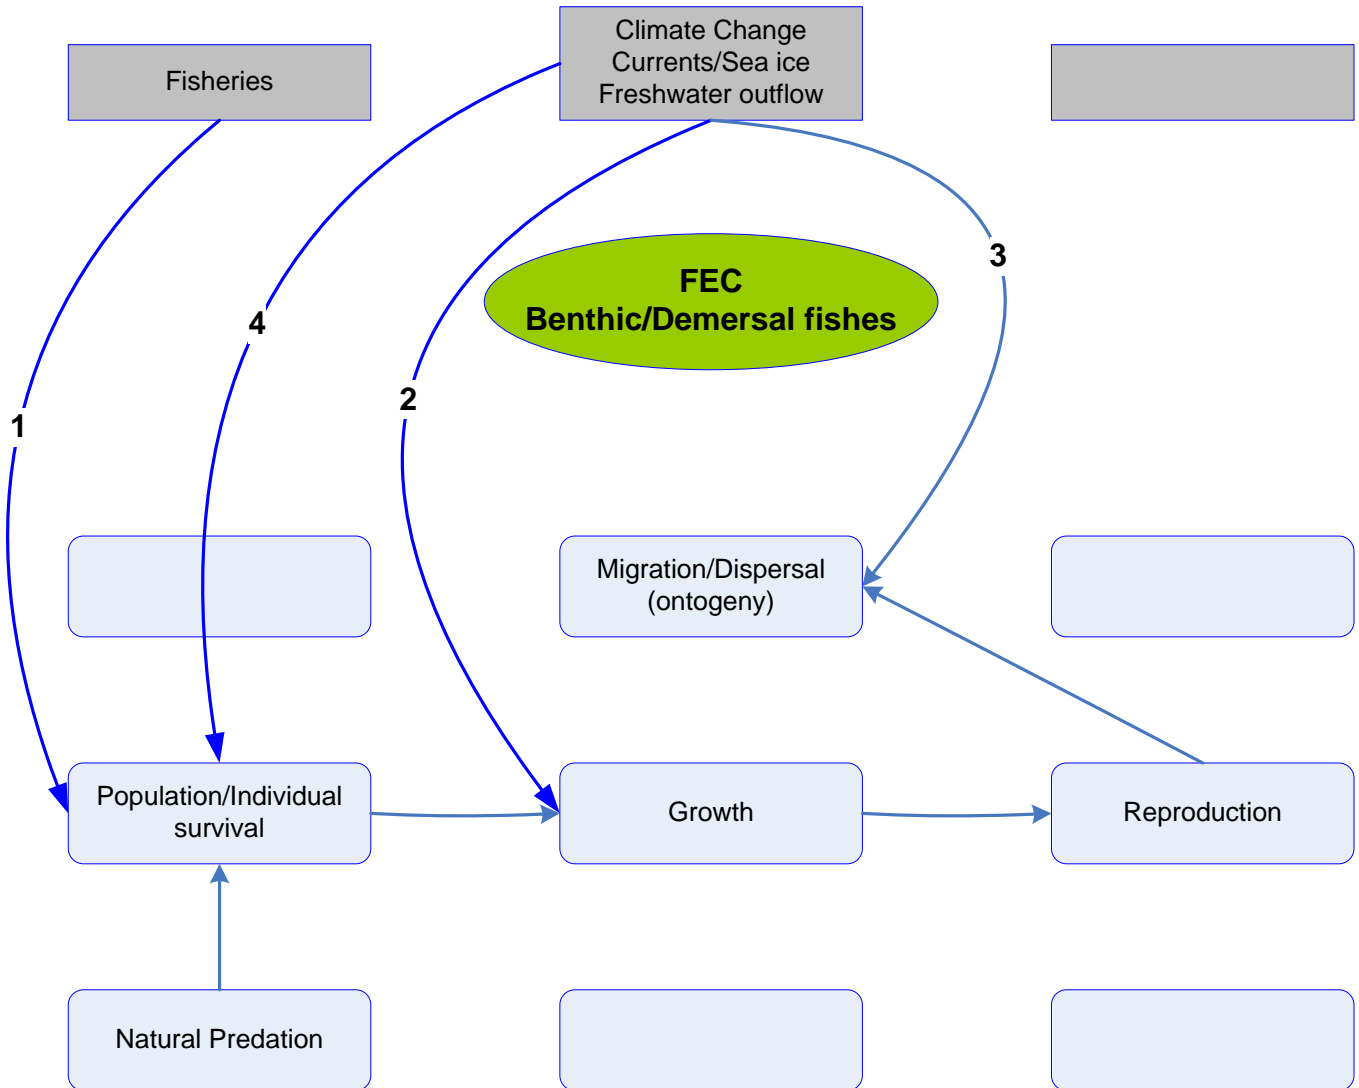 Fisheries
Climate Change
Currents/Sea ice
Freshwater outflow
3
FEC
Benthic/Demersal fishes
4
2
1
Migration/Dispersal
(ontogeny)
Population/Individual
survival
Growth
Reproduction
Natural Predation